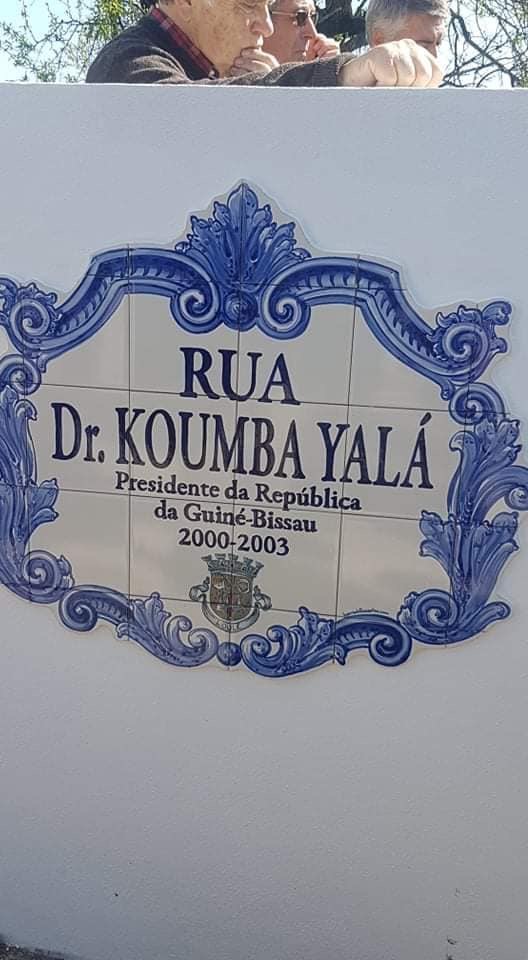 RUA
Dr. KOUMBA YALÁ
Presidente da República
da Guiné-Bissau
2000-2003